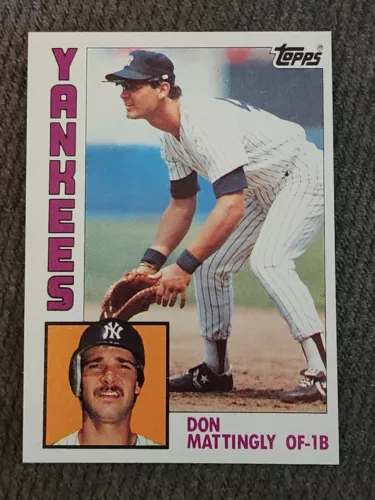 Topps
YANKEES
NY
DON
MATTINGLY OF-1B